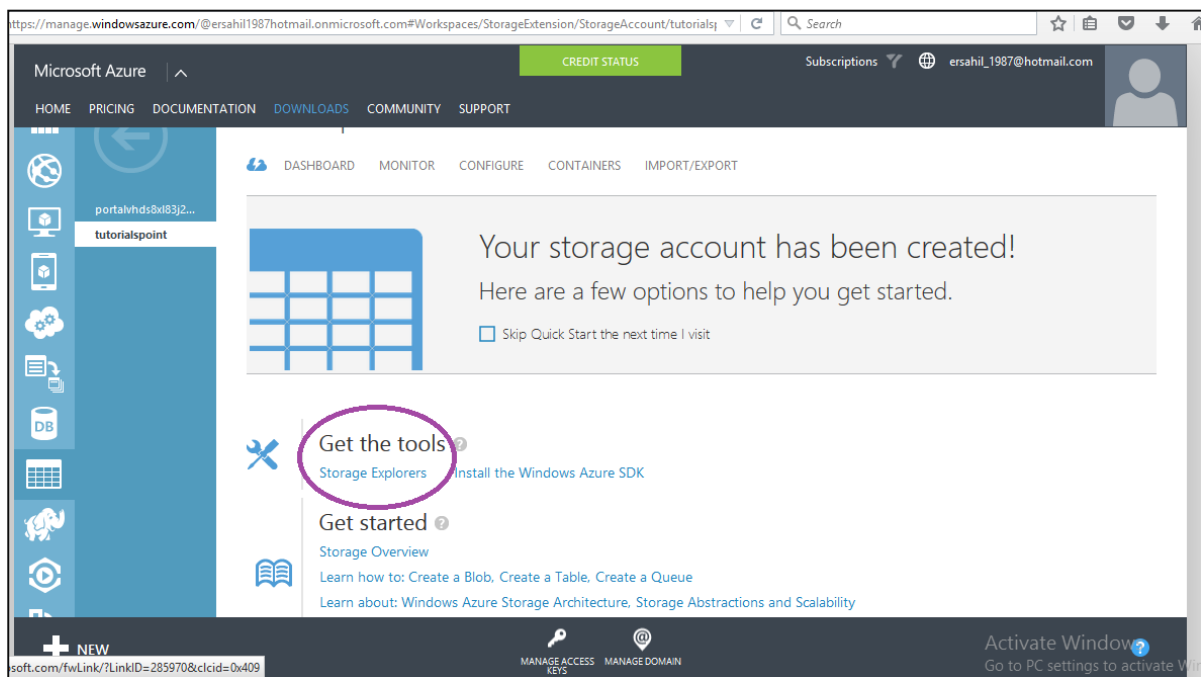 https://manage.windowsazure.com/@ersahil1987hotmail.onmicrosoft.com#Workspaces/StorageExtension/StorageAccount/tutorialsp
Search
Microsoft Azure
CREDIT STATUS
Subscriptions
ersahil_1987@hotmail.com
HOME PRICING DOCUMENTATION DOWNLOADS COMMUNITY SUPPORT
DASHBOARD MONITOR CONFIGURE CONTAINERS IMPORT/EXPORT
portalvhds8xl83j2...
tutorialspoint
Your storage account has been created!
Here are a few options to help you get started.
Skip Quick Start the next time I visit
Get the tools ?
Storage Explorers Install the Windows Azure SDK
DB
Get started ?
Storage Overview
Learn how to: Create a Blob, Create a Table, Create a Queue
Learn about: Windows Azure Storage Architecture, Storage Abstractions and Scalability
NEW
MANAGE ACCESS KEYS
MANAGE DOMAIN
Activate Windows
Go to PC settings to activate Win
osoft.com/fwLink/?LinkID=285970&clcid=0x409